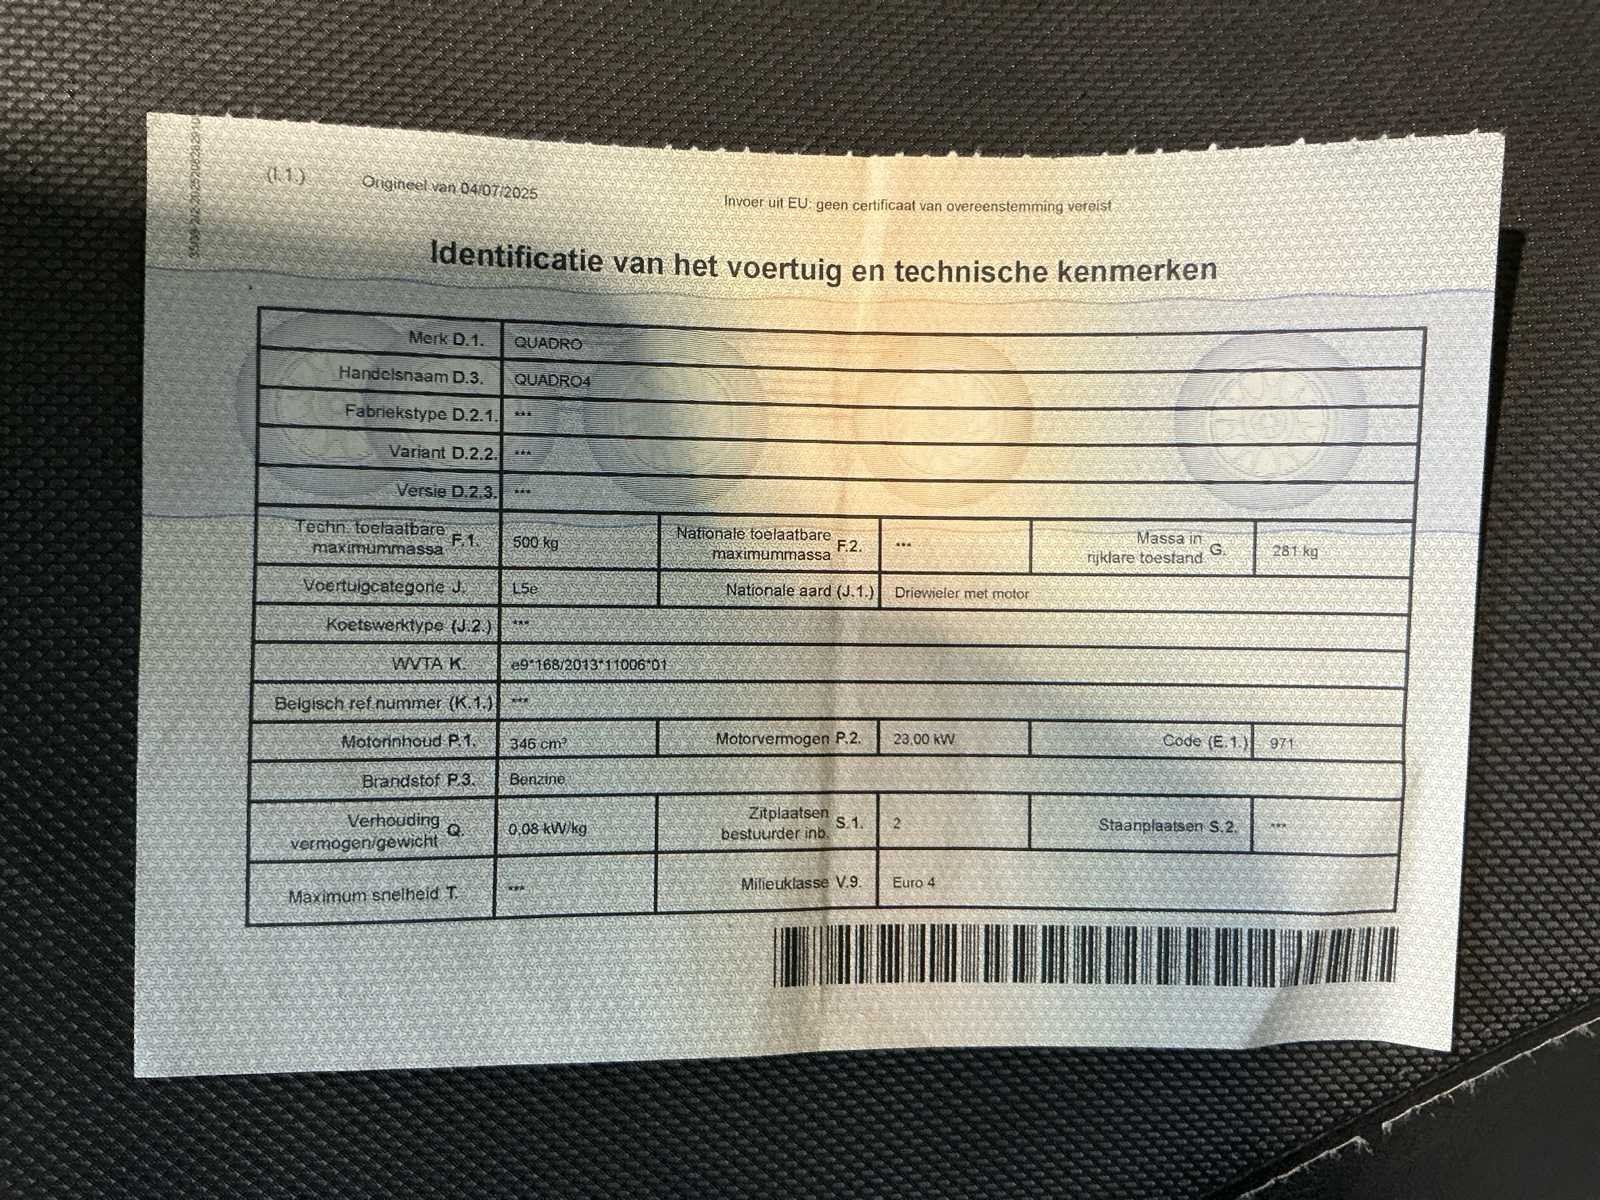 (I.1.) Origineel van 04/07/2025 Invoer uit EU: geen certificaat van overeenstemming vereist
Identificatie van het voertuig en technische kenmerken
Merk D.1. QUADRO
Handelsnaam D.3. QUADRO4
Fabriekstype D.2.1. ***
Variant D.2.2. ***
Versie D.2.3. ***
Techn. toelaatbare maximummassa F.1. 500 kg Nationale toelaatbare maximummassa F.2. *** Massa in rijklare toestand G. 281 kg
Voertuigcategorie J. L5e Nationale aard (J.1.) Driewieler met motor
Koetswerktype (J.2.) ***
WVTA K. e9*168/2013*11006*01
Belgisch ref.nummer (K.1.) ***
Motorinhoud P.1. 346 cm³ Motorvermogen P.2. 23,00 kW Code (E.1.) 971
Brandstof P.3. Benzine
Verhouding vermogen/gewicht Q. 0,08 kW/kg Zitplaatsen bestuurder inb. S.1. 2 Staanplaatsen S.2. ***
Maximum snelheid T. *** Milieuklasse V.9. Euro 4